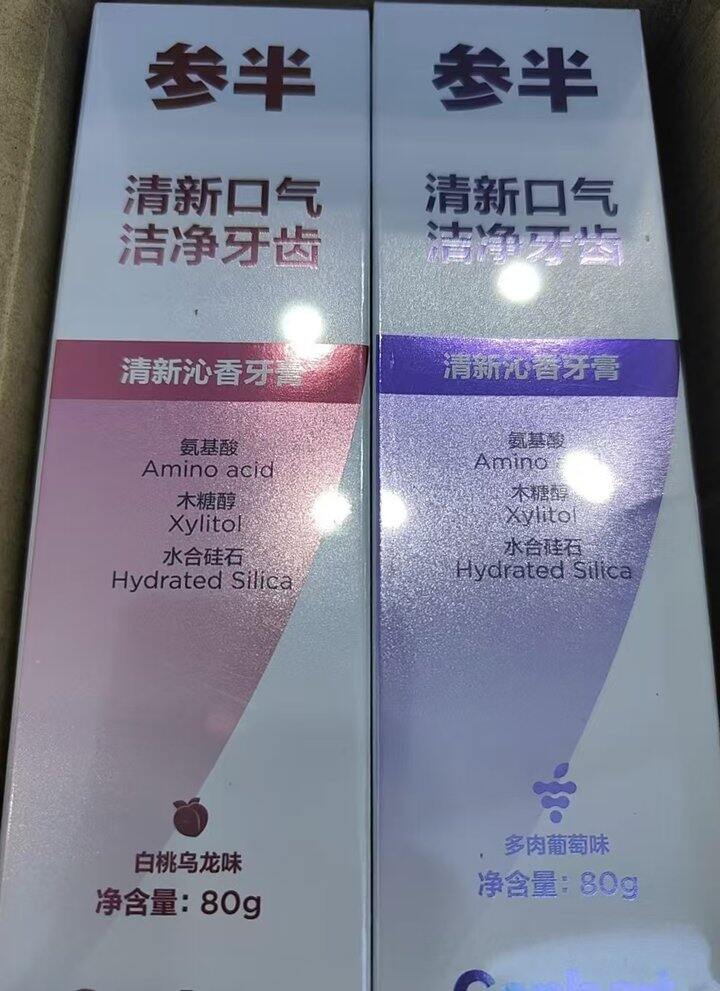 参半
清新口气
洁净牙齿
清新沁香牙膏
氨基酸
Amino acid
木糖醇
Xylitol
水合硅石
Hydrated Silica
白桃乌龙味
净含量：80g
参半
清新口气
洁净牙齿
清新沁香牙膏
氨基酸
Amino
木糖醇
Xylitol
水合硅石
Hydrated Silica
多肉葡萄味
净含量：80g